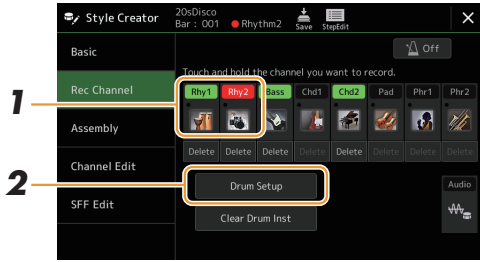 Style Creator
20sDisco
Bar : 001 Rhythm2
Save StepEdit
Basic
Off
Touch and hold the channel you want to record.
1
Rec Channel
Rhy1 Rhy2 Bass Chd1 Chd2 Pad Phr1 Phr2
Assembly
Delete Delete Delete Delete Delete Delete Delete Delete
Channel Edit
2
Drum Setup
Audio
SFF Edit
Clear Drum Inst